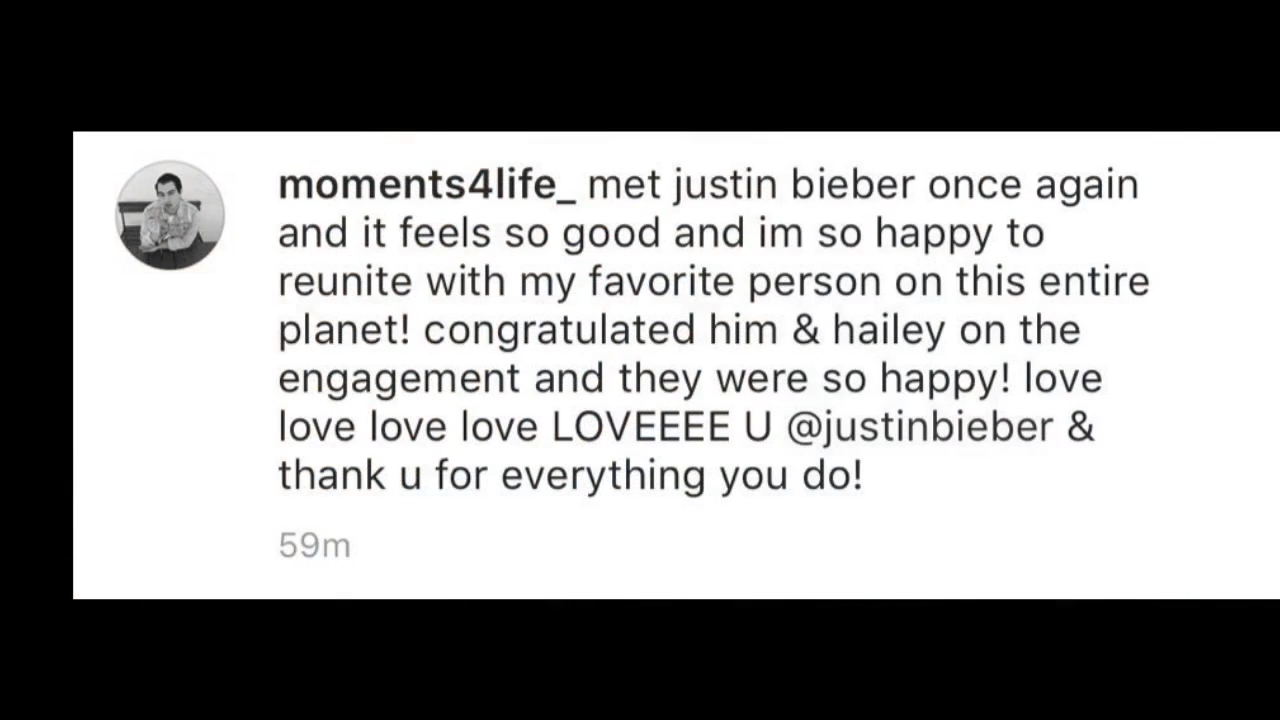 moments4life_ met justin bieber once again
and it feels so good and im so happy to
reunite with my favorite person on this entire
planet! congratulated him & hailey on the
engagement and they were so happy! love
love love love LOVEEEE U @justinbieber &
thank u for everything you do!
59m